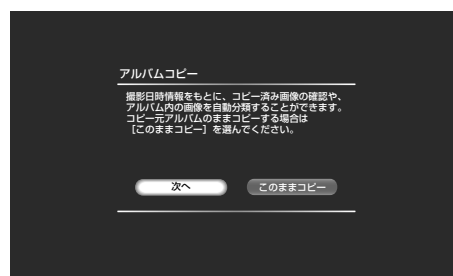 アルバムコピー
撮影日時情報をもとに、コピー済み画像の確認や、
アルバム内の画像を自動分類することができます。
コピー元アルバムのままコピーする場合は
［このままコピー］を選んでください。
次へ
このままコピー